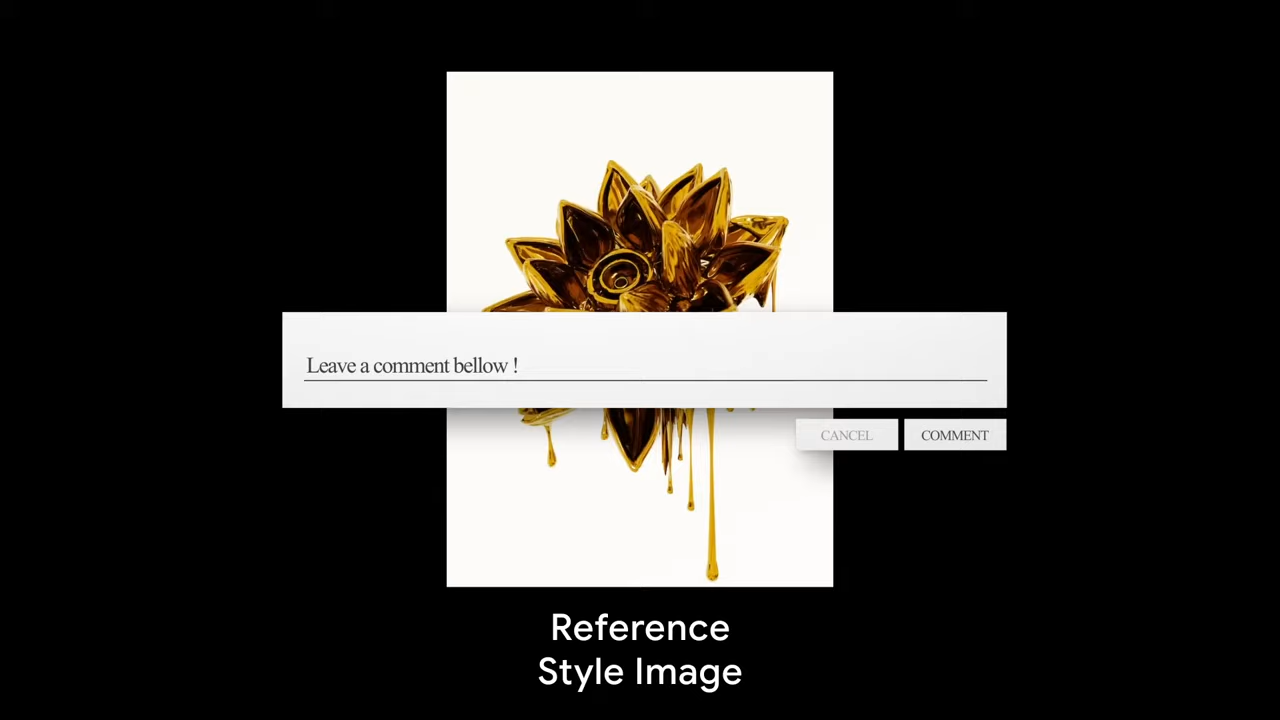 Leave a comment bellow !
CANCEL
COMMENT
Reference
Style Image